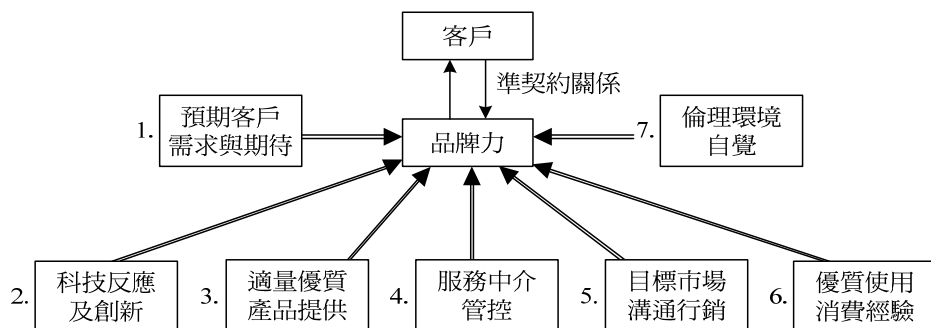 客戶
準契約關係
1. 預期客戶
需求與期待
品牌力
7. 倫理環境
自覺
2. 科技反應
及創新
3. 適量優質
產品提供
4. 服務中介
管控
5. 目標市場
溝通行銷
6. 優質使用
消費經驗